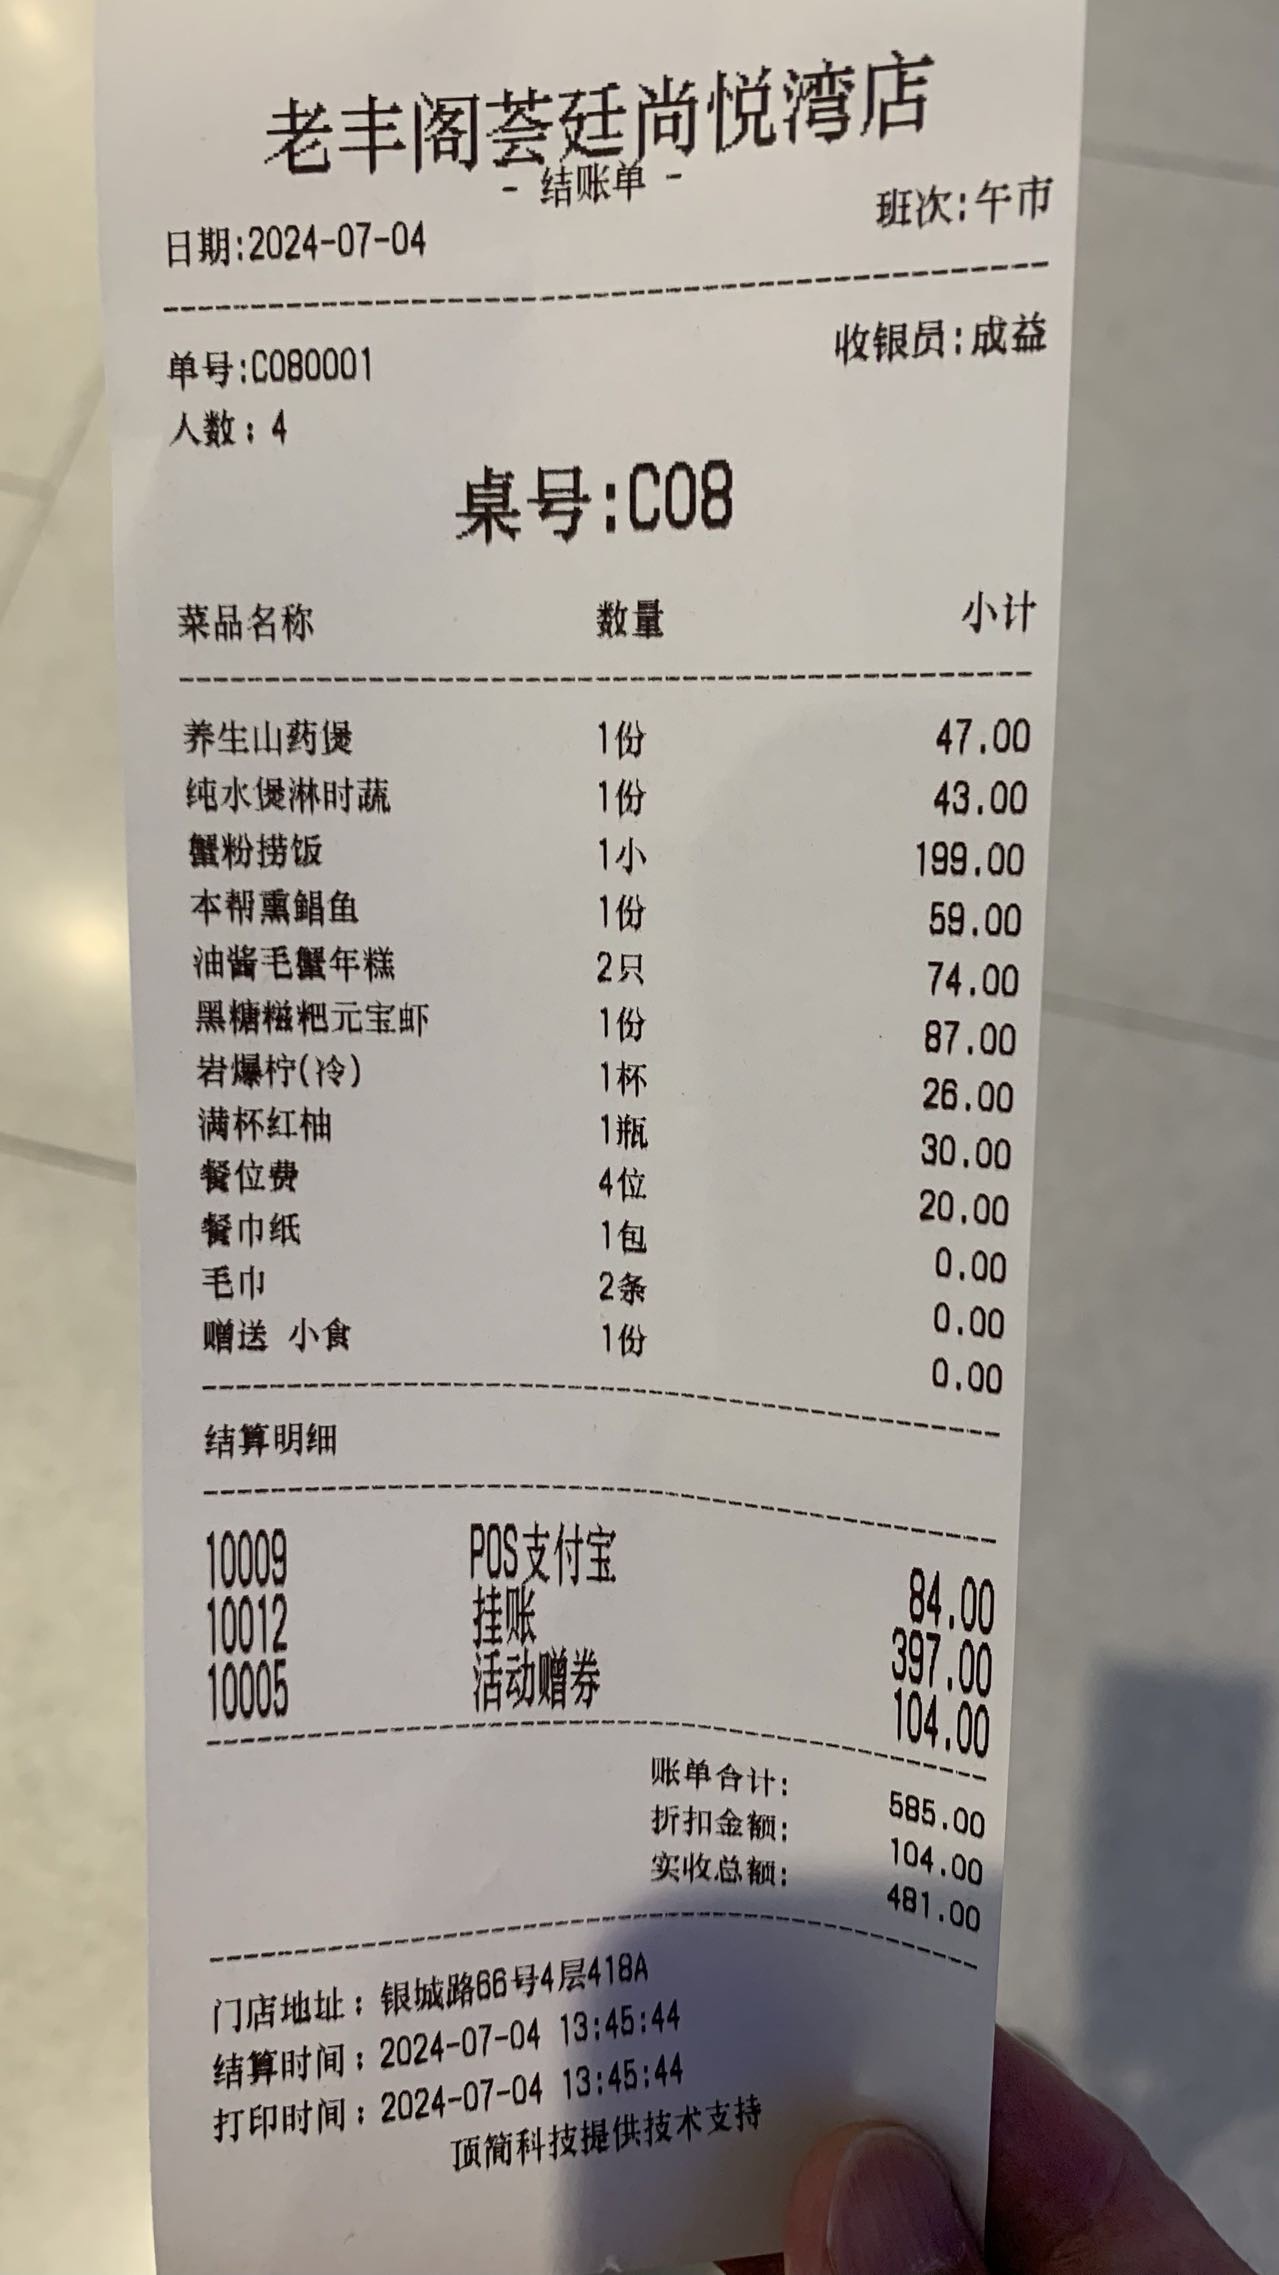 老丰阁荟廷尚悦湾店
- 结账单 -
日期:2024-07-04 班次:午市
单号:C080001 收银员:成益
人数：4
桌号:C08
菜品名称 数量 小计
养生山药煲 1份 47.00
纯水煲淋时蔬 1份 43.00
蟹粉捞饭 1小 199.00
本帮熏鲳鱼 1份 59.00
油酱毛蟹年糕 2只 74.00
黑糖糍粑元宝虾 1份 87.00
岩爆柠(冷) 1杯 26.00
满杯红柚 1瓶 30.00
餐位费 4位 20.00
餐巾纸 1包 0.00
毛巾 2条 0.00
赠送 小食 1份 0.00
结算明细
10009 POS支付宝 84.00
10012 挂账 397.00
10005 活动赠券 104.00
账单合计: 585.00
折扣金额: 104.00
实收总额: 481.00
门店地址：银城路66号4层418A
结算时间：2024-07-04 13:45:44
打印时间：2024-07-04 13:45:44
顶简科技提供技术支持